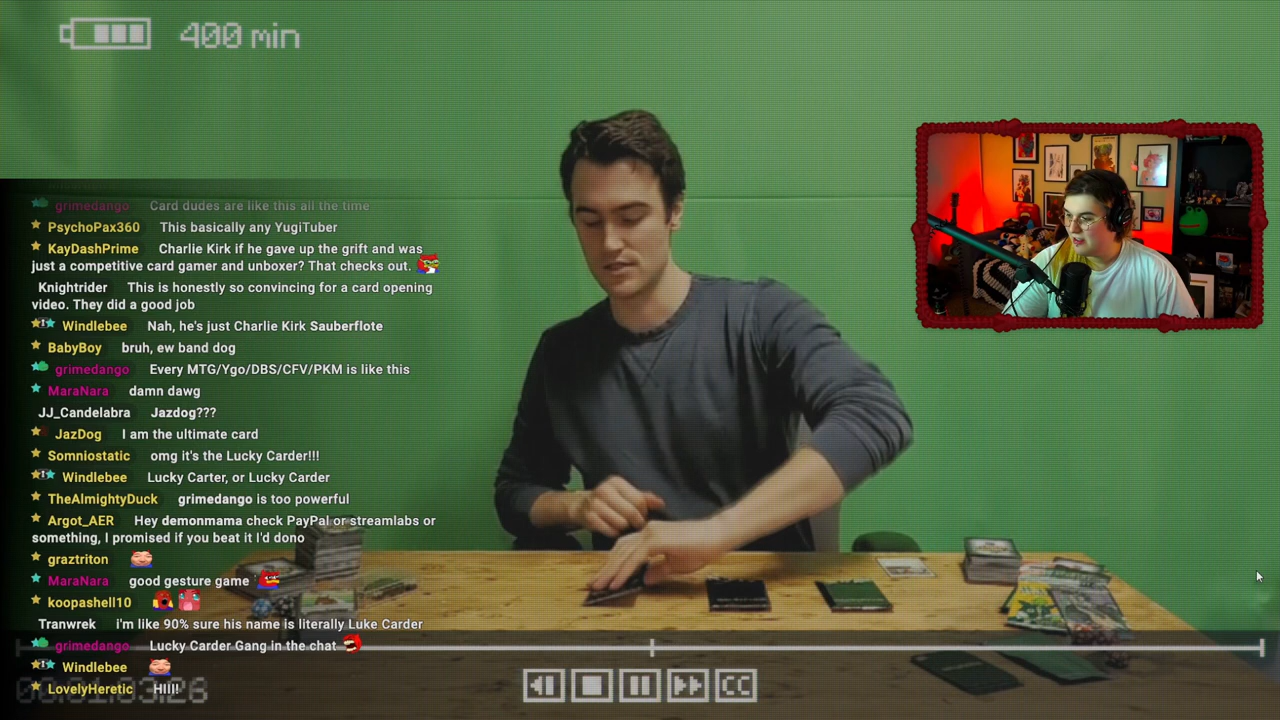 400 min
grimedango Card dudes are like this all the time
PsychoPax360 This basically any YugiTuber
KayDashPrime Charlie Kirk if he gave up the grift and was
just a competitive card gamer and unboxer? That checks out.
Knightrider This is honestly so convincing for a card opening
video. They did a good job
Windlebee Nah, he's just Charlie Kirk Sauberflote
BabyBoy bruh, ew band dog
grimedango Every MTG/Ygo/DBS/CFV/PKM is like this
MaraNara damn dawg
JJ_Candelabra Jazdog???
JazDog I am the ultimate card
Somniostatic omg it's the Lucky Carder!!!
Windlebee Lucky Carter, or Lucky Carder
TheAlmightyDuck grimedango is too powerful
Argot_AER Hey demonmama check PayPal or streamlabs or
something, I promised if you beat it I'd dono
graztriton
MaraNara good gesture game
koopashell10
Tranwrek i'm like 90% sure his name is literally Luke Carder
grimedango Lucky Carder Gang in the chat
Windlebee
LovelyHeretic HIII!
CC